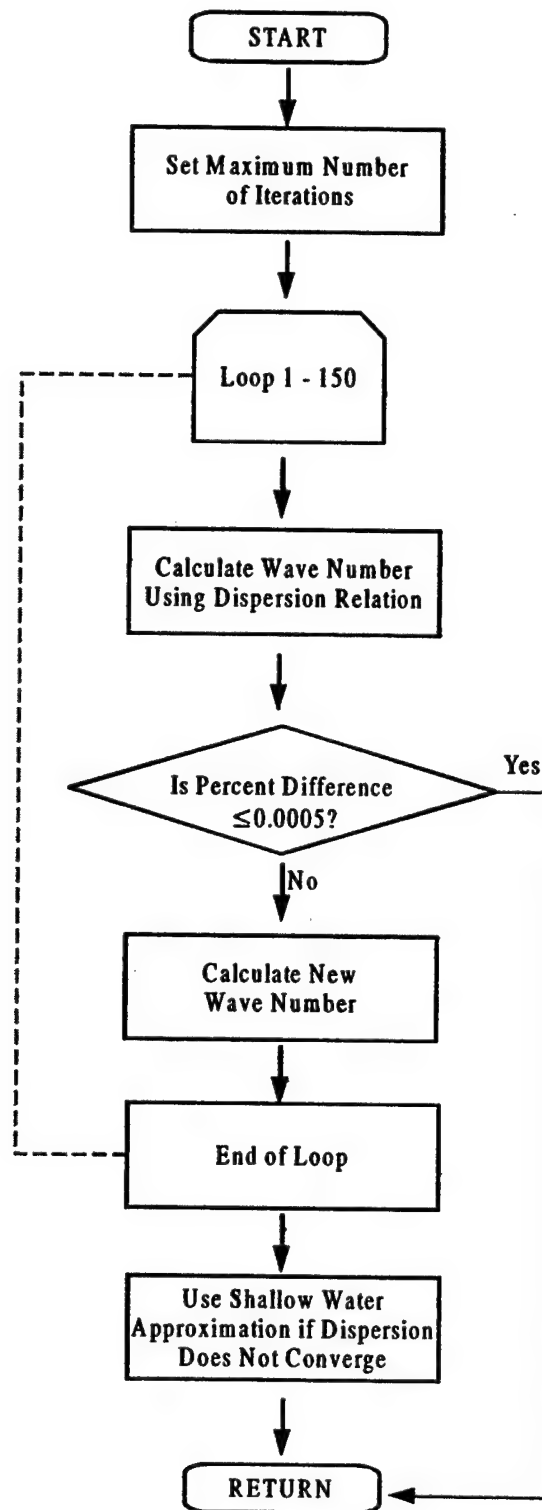 START
Set Maximum Number
of Iterations
Loop 1 - 150
Calculate Wave Number
Using Dispersion Relation
Is Percent Difference
≤0.0005?
Yes
No
Calculate New
Wave Number
End of Loop
Use Shallow Water
Approximation if Dispersion
Does Not Converge
RETURN